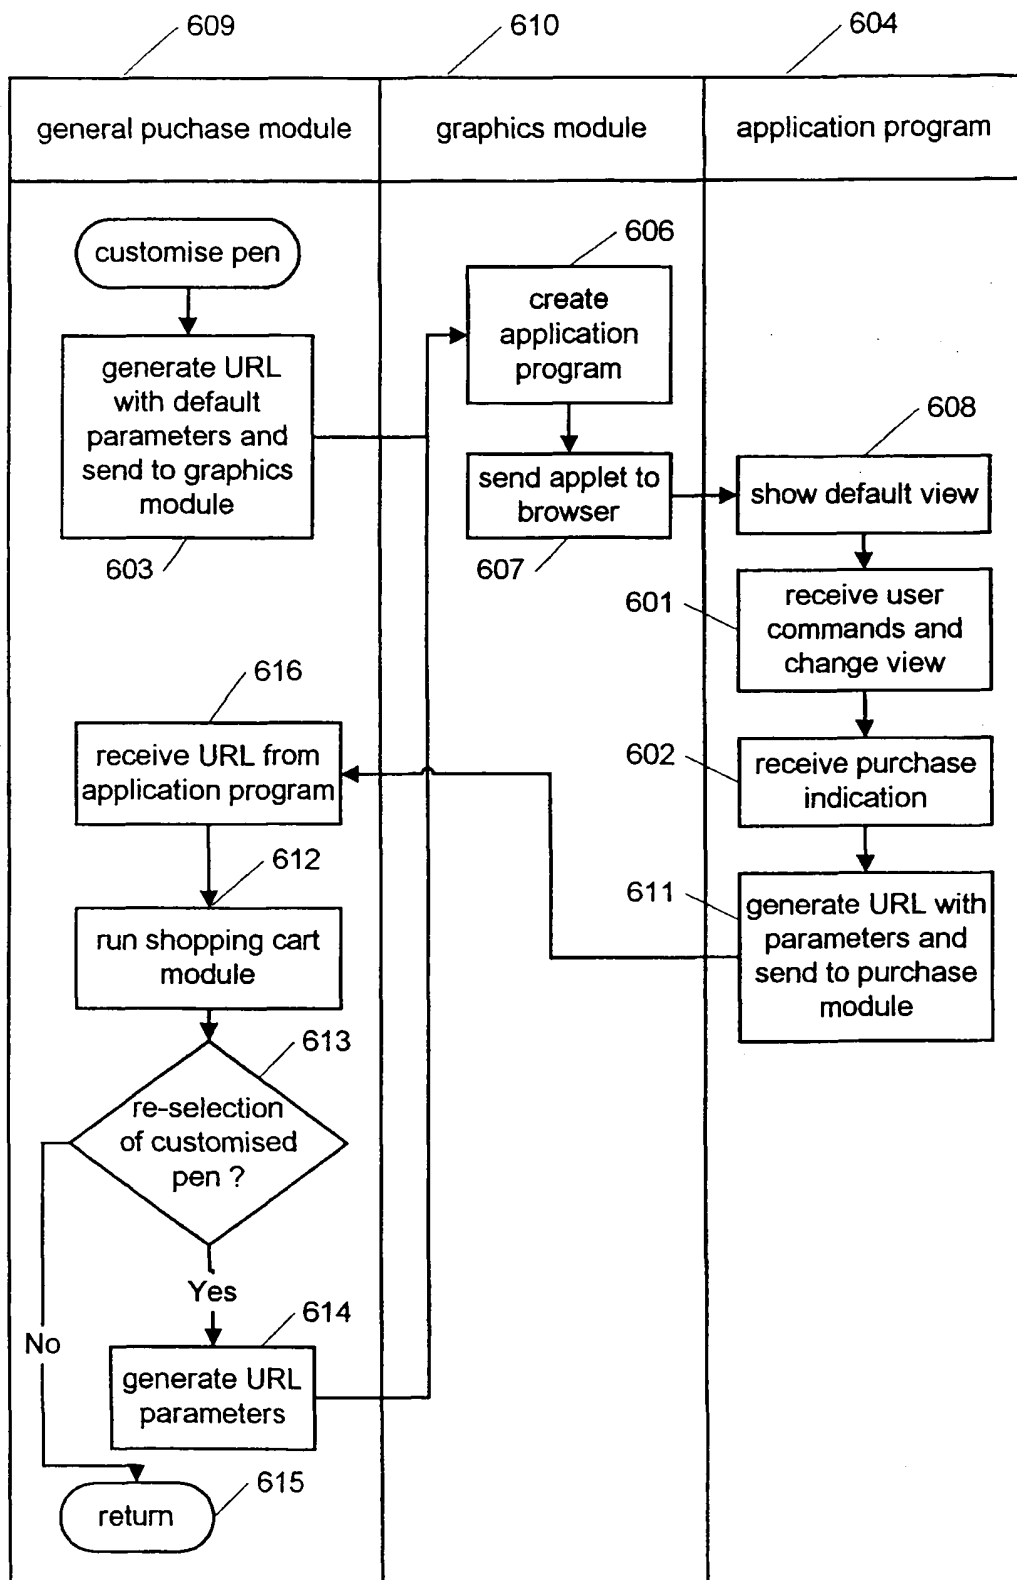 609
610
604
general puchase module
graphics module
application program
customise pen
generate URL
with default
parameters and
send to graphics
module
603
606
create
application
program
send applet to
browser
607
608
show default view
601
receive user
commands and
change view
602
receive purchase
indication
611
generate URL with
parameters and
send to purchase
module
616
receive URL from
application program
612
run shopping cart
module
613
re-selection
of customised
pen ?
Yes
No
614
generate URL
parameters
615
return